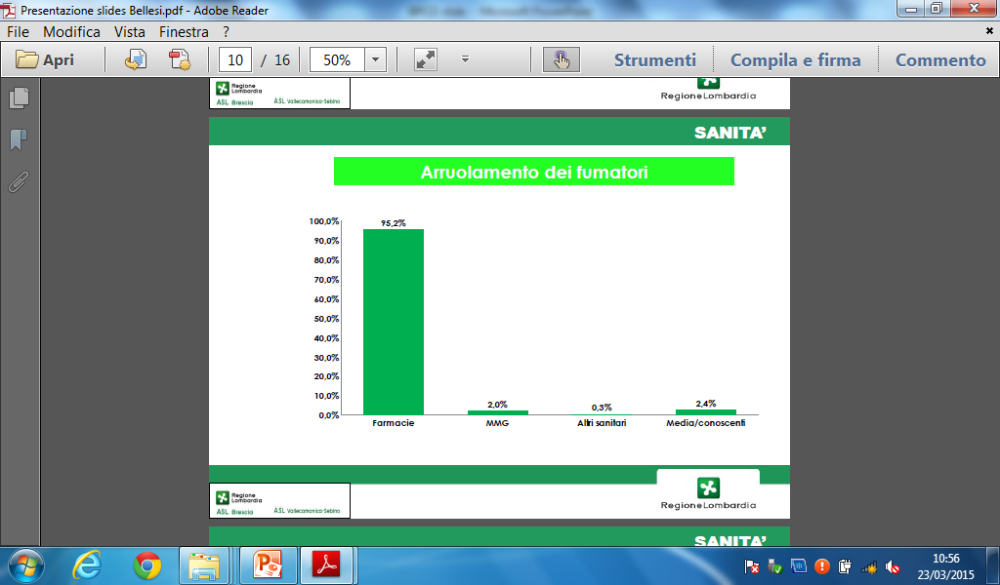 Presentazione slides Bellesi.pdf - Adobe Reader
File Modifica Vista Finestra ?
Apri 10 / 16 50% Strumenti Compila e firma Commento
Regione
Lombardia
ASL Brescia ASL Vallecamonica-Sebino
RegioneLombardia
SANITA’
Arruolamento dei fumatori
100,0%
90,0%
80,0%
70,0%
60,0%
50,0%
40,0%
30,0%
20,0%
10,0%
0,0%
95,2%
2,0%
0,3%
2,4%
Farmacie MMG Altri sanitari Media/conoscenti
Regione
Lombardia
ASL Brescia ASL Vallecamonica-Sebino
RegioneLombardia
SANITA’
10:56
23/03/2015